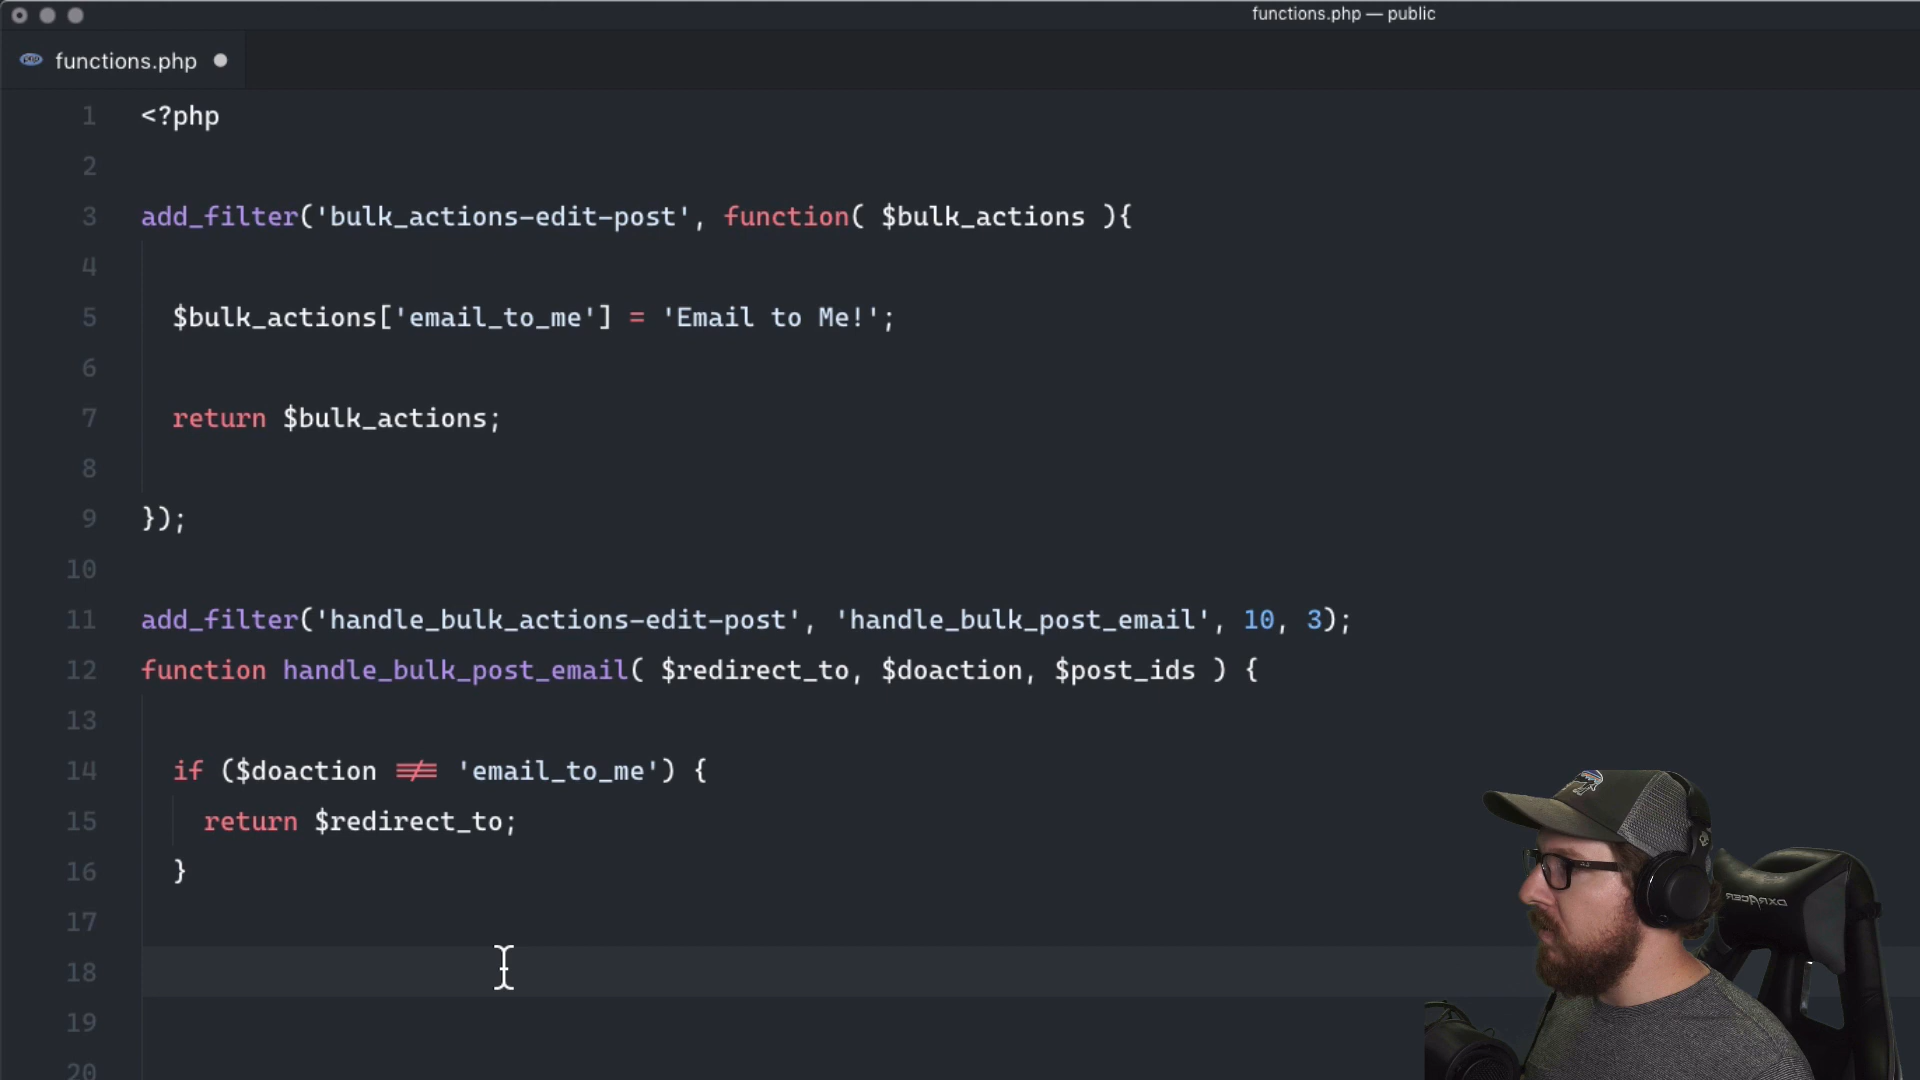 functions.php — public
functions.php
1 <?php
2
3 add_filter('bulk_actions-edit-post', function( $bulk_actions ){
4
5 $bulk_actions['email_to_me'] = 'Email to Me!';
6
7 return $bulk_actions;
8
9 });
10
11 add_filter('handle_bulk_actions-edit-post', 'handle_bulk_post_email', 10, 3);
12 function handle_bulk_post_email( $redirect_to, $doaction, $post_ids ) {
13
14 if ($doaction !== 'email_to_me') {
15 return $redirect_to;
16 }
17
18
19
20
DXRACER